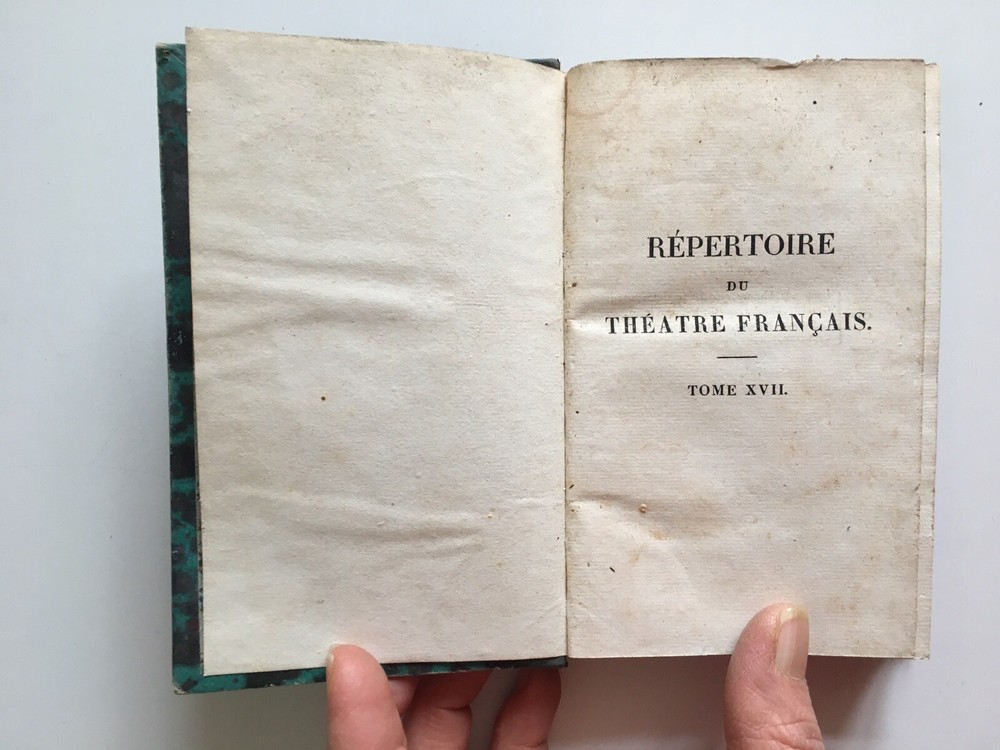 RÉPERTOIRE
DU
THÉATRE FRANÇAIS.
TOME XVII.